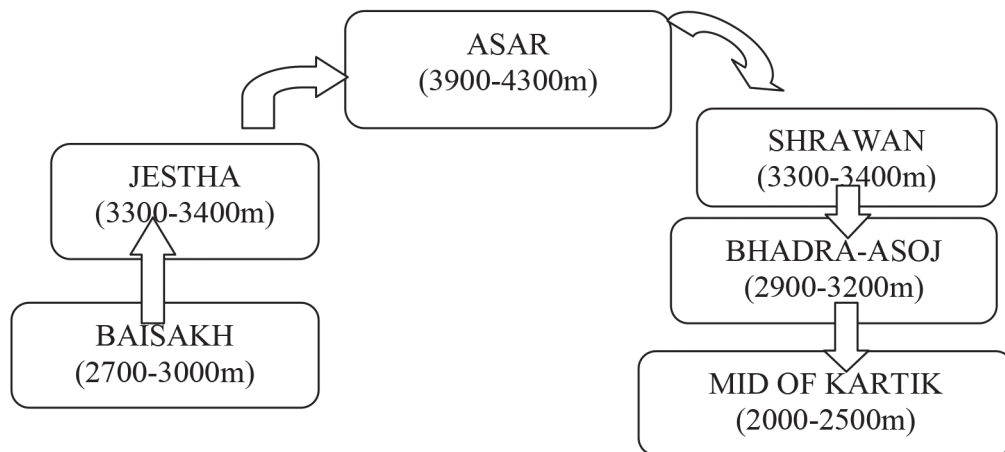 ASAR
(3900-4300m)
JESTHA
(3300-3400m)
BAISAKH
(2700-3000m)
SHRAWAN
(3300-3400m)
BHADRA-ASOJ
(2900-3200m)
MID OF KARTIK
(2000-2500m)